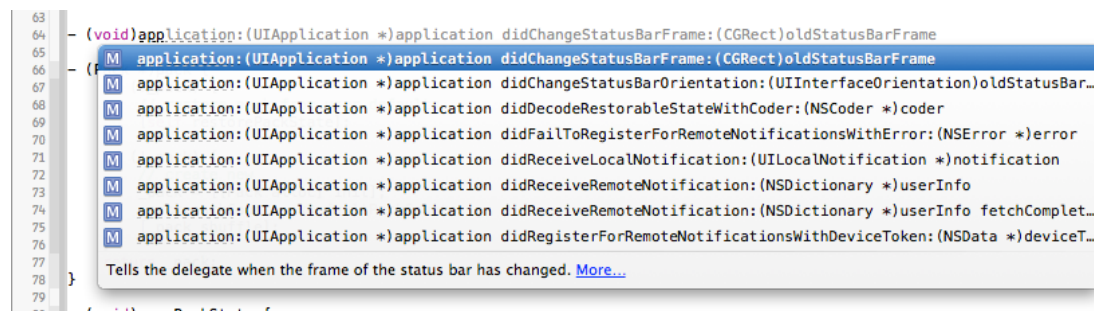 63
64 - (void)application:(UIApplication *)application didChangeStatusBarFrame:(CGRect)oldStatusBarFrame
65 M application:(UIApplication *)application didChangeStatusBarFrame:(CGRect)oldStatusBarFrame
66 - (
67 M application:(UIApplication *)application didChangeStatusBarOrientation:(UIInterfaceOrientation)oldStatusBar…
68 M application:(UIApplication *)application didDecodeRestorableStateWithCoder:(NSCoder *)coder
69
70 M application:(UIApplication *)application didFailToRegisterForRemoteNotificationsWithError:(NSError *)error
71 M application:(UIApplication *)application didReceiveLocalNotification:(UILocalNotification *)notification
72
73 M application:(UIApplication *)application didReceiveRemoteNotification:(NSDictionary *)userInfo
74 M application:(UIApplication *)application didReceiveRemoteNotification:(NSDictionary *)userInfo fetchComplet…
75
76 M application:(UIApplication *)application didRegisterForRemoteNotificationsWithDeviceToken:(NSData *)deviceT…
77
Tells the delegate when the frame of the status bar has changed. More...
78 }
79